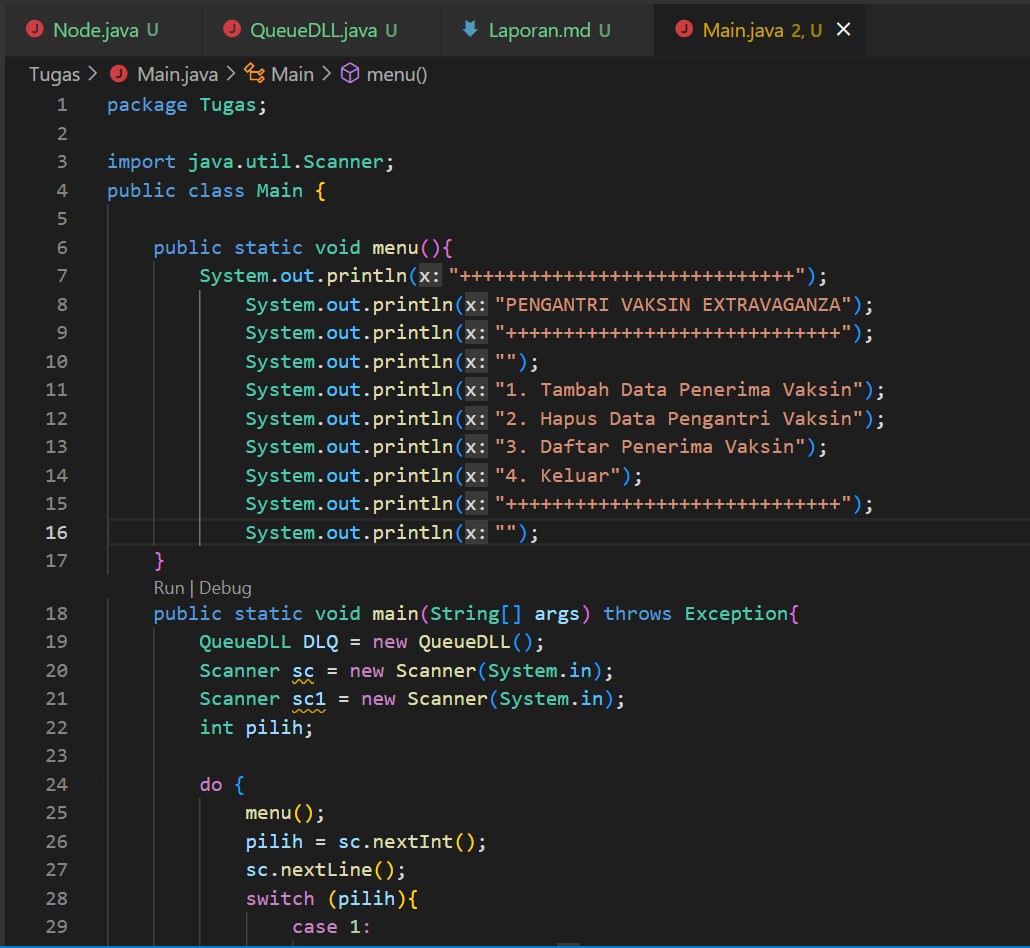 Node.java U QueueDLL.java U Laporan.md U Main.java 2, U
Tugas > Main.java > Main > menu()
1 package Tugas;
2
3 import java.util.Scanner;
4 public class Main {
5
6 public static void menu(){
7 System.out.println(x: "+++++++++++++++++++++++++++++");
8 System.out.println(x: "PENGANTRI VAKSIN EXTRAVAGANZA");
9 System.out.println(x: "+++++++++++++++++++++++++++++");
10 System.out.println(x: "");
11 System.out.println(x: "1. Tambah Data Penerima Vaksin");
12 System.out.println(x: "2. Hapus Data Pengantri Vaksin");
13 System.out.println(x: "3. Daftar Penerima Vaksin");
14 System.out.println(x: "4. Keluar");
15 System.out.println(x: "+++++++++++++++++++++++++++++");
16 System.out.println(x: "");
17 }
Run | Debug
18 public static void main(String[] args) throws Exception{
19 QueueDLL DLQ = new QueueDLL();
20 Scanner sc = new Scanner(System.in);
21 Scanner sc1 = new Scanner(System.in);
22 int pilih;
23
24 do {
25 menu();
26 pilih = sc.nextInt();
27 sc.nextLine();
28 switch (pilih){
29 case 1: